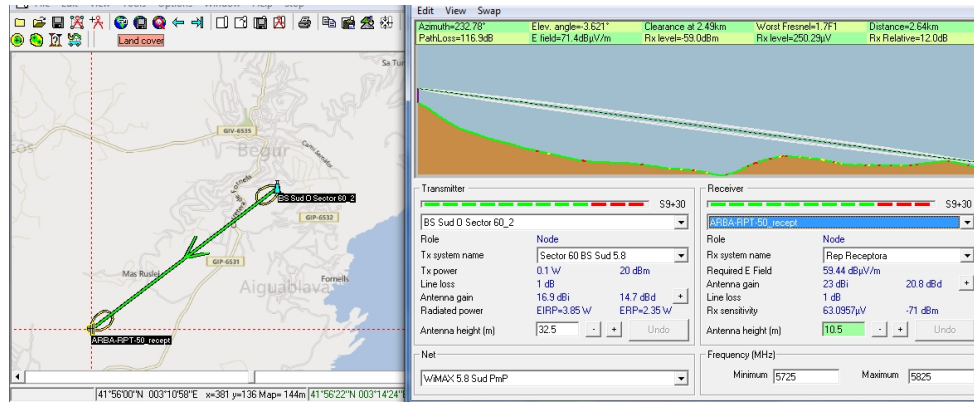 Land cover
Sa Tur
GIV-6535
Begur
BS Sud O Sector 60_2
GIP-6532
GIP-6531
Mas Ruslei
Fornells
Aiguablava
ARBA-RPT-50_recept
41°56'00"N 003°10'58"E x=381 y=136 Map= 144m 41°56'22"N 003°14'24"
Edit View Swap
Azimuth=232.78° Elev. angle=-3.621° Clearance at 2.49km Worst Fresnel=1.7F1 Distance=2.64km
PathLoss=116.9dB E field=71.4dBµV/m Rx level=-59.0dBm Rx level=250.29µV Rx Relative=12.0dB
Transmitter
S9+30
BS Sud O Sector 60_2
Role Node
Tx system name Sector 60 BS Sud 5.8
Tx power 0.1 W 20 dBm
Line loss 1 dB
Antenna gain 16.9 dBi 14.7 dBd +
Radiated power EIRP=3.85 W ERP=2.35 W
Antenna height (m) 32.5 - + Undo
Net
WiMAX 5.8 Sud PmP
Receiver
S9+30
ARBA-RPT-50_recept
Role Node
Rx system name Rep Receptora
Required E Field 59.44 dBµV/m
Antenna gain 23 dBi 20.8 dBd +
Line loss 1 dB
Rx sensitivity 63.0957µV -71 dBm
Antenna height (m) 10.5 - + Undo
Frequency (MHz)
Minimum 5725 Maximum 5825